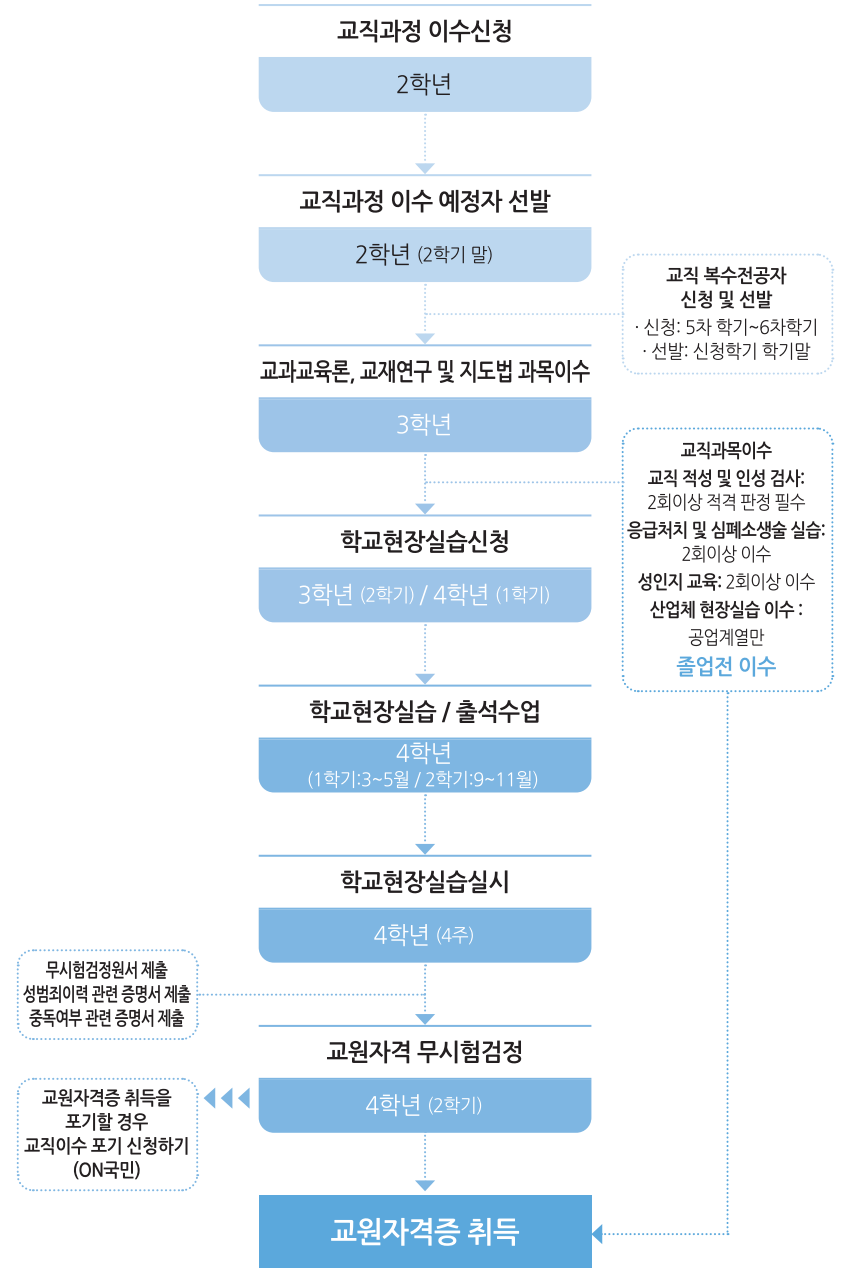 교직과정 이수신청
2학년
교직과정 이수 예정자 선발
2학년 (2학기 말)
교직 복수전공자
신청 및 선발
· 신청: 5차 학기~6차학기
· 선발: 신청학기 학기말
교과교육론, 교재연구 및 지도법 과목이수
3학년
교직과목이수
교직 적성 및 인성 검사:
2회이상 적격 판정 필수
응급처치 및 심폐소생술 실습:
2회이상 이수
성인지 교육: 2회이상 이수
산업체 현장실습 이수 :
공업계열만
졸업전 이수
학교현장실습신청
3학년 (2학기) / 4학년 (1학기)
학교현장실습 / 출석수업
4학년
(1학기:3~5월 / 2학기:9~11월)
학교현장실습실시
4학년 (4주)
무시험검정원서 제출
성범죄이력 관련 증명서 제출
중독여부 관련 증명서 제출
교원자격 무시험검정
4학년 (2학기)
교원자격증 취득을
포기할 경우
교직이수 포기 신청하기
(ON국민)
교원자격증 취득